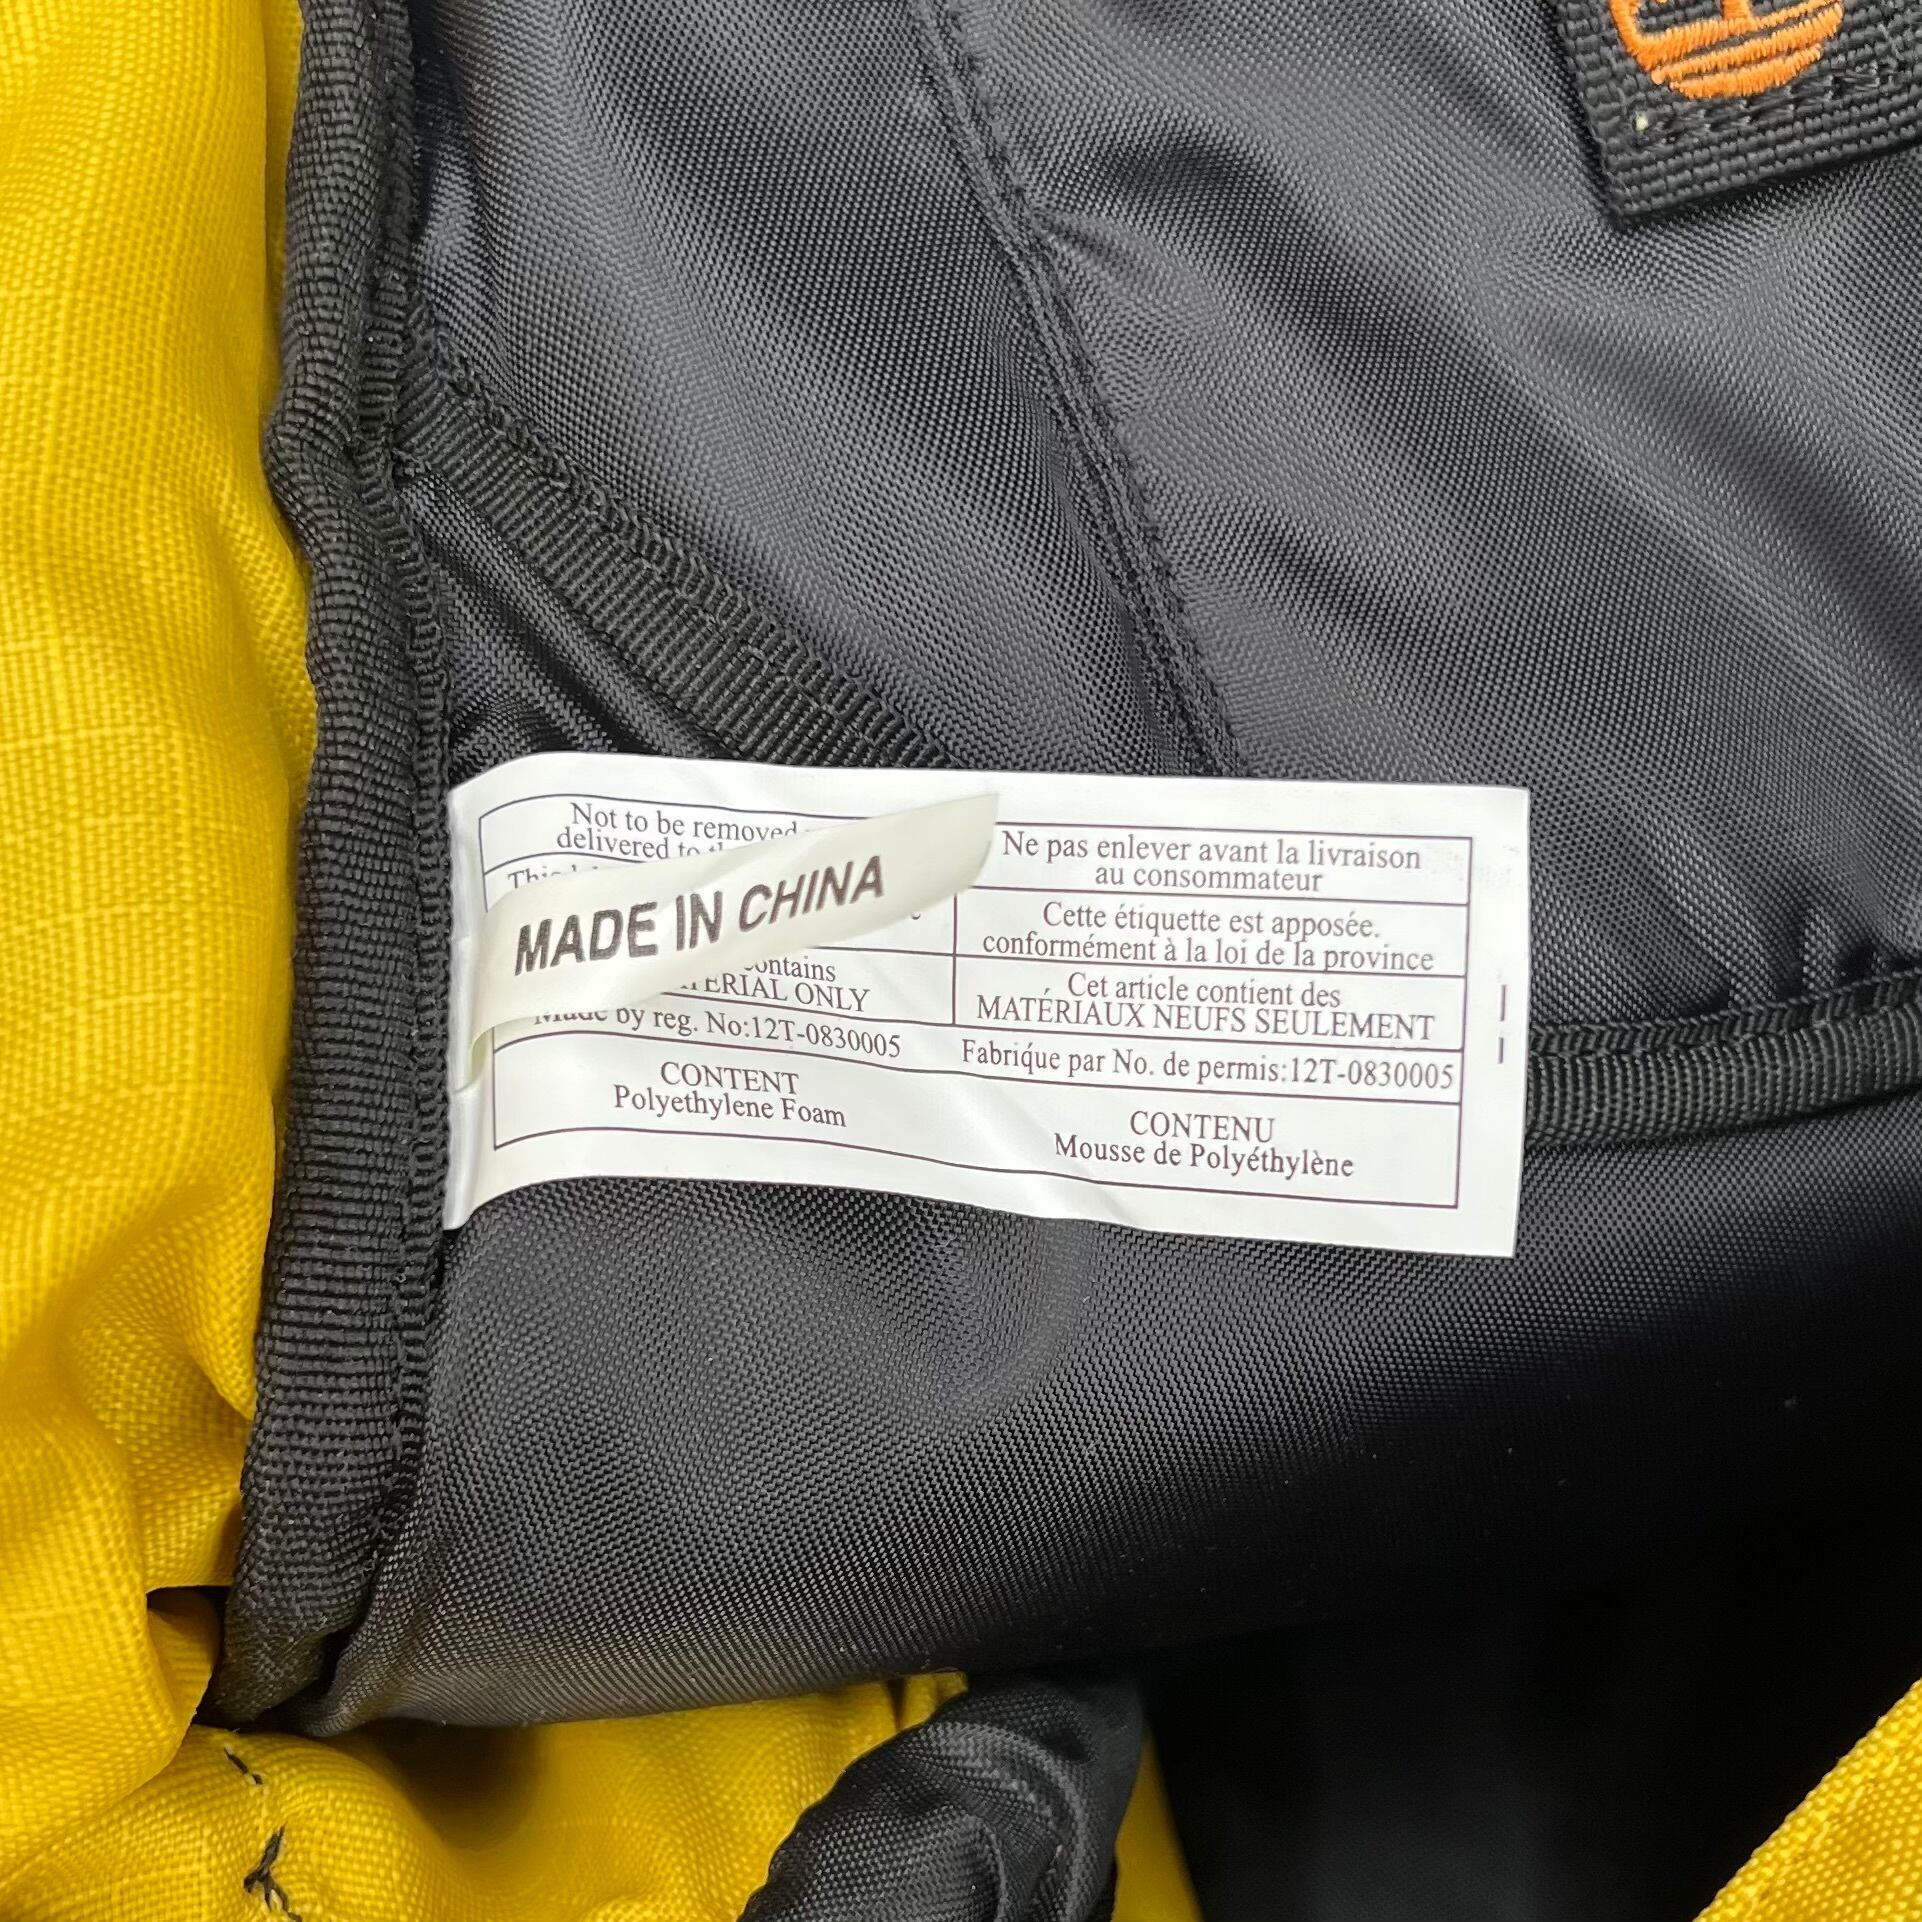 Not to be removed
delivered to
MADE IN CHINA
contains
MATERIAL ONLY
Made by reg. No:12T-0830005
CONTENT
Polyethylene Foam
Ne pas enlever avant la livraison
au consommateur
Cette étiquette est apposée.
conformément à la loi de la province
Cet article contient des
MATÉRIAUX NEUFS SEULEMENT
Fabriqúe par No. de permis:12T-0830005
CONTENU
Mousse de Polyéthylène